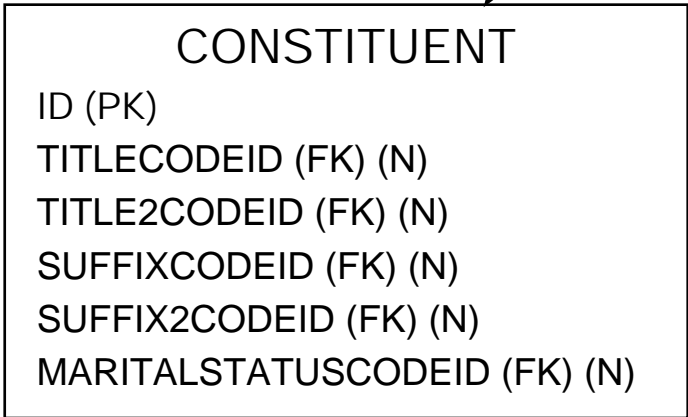 CONSTITUENT
ID (PK)
TITLECODEID (FK) (N)
TITLE2CODEID (FK) (N)
SUFFIXCODEID (FK) (N)
SUFFIX2CODEID (FK) (N)
MARITALSTATUSCODEID (FK) (N)